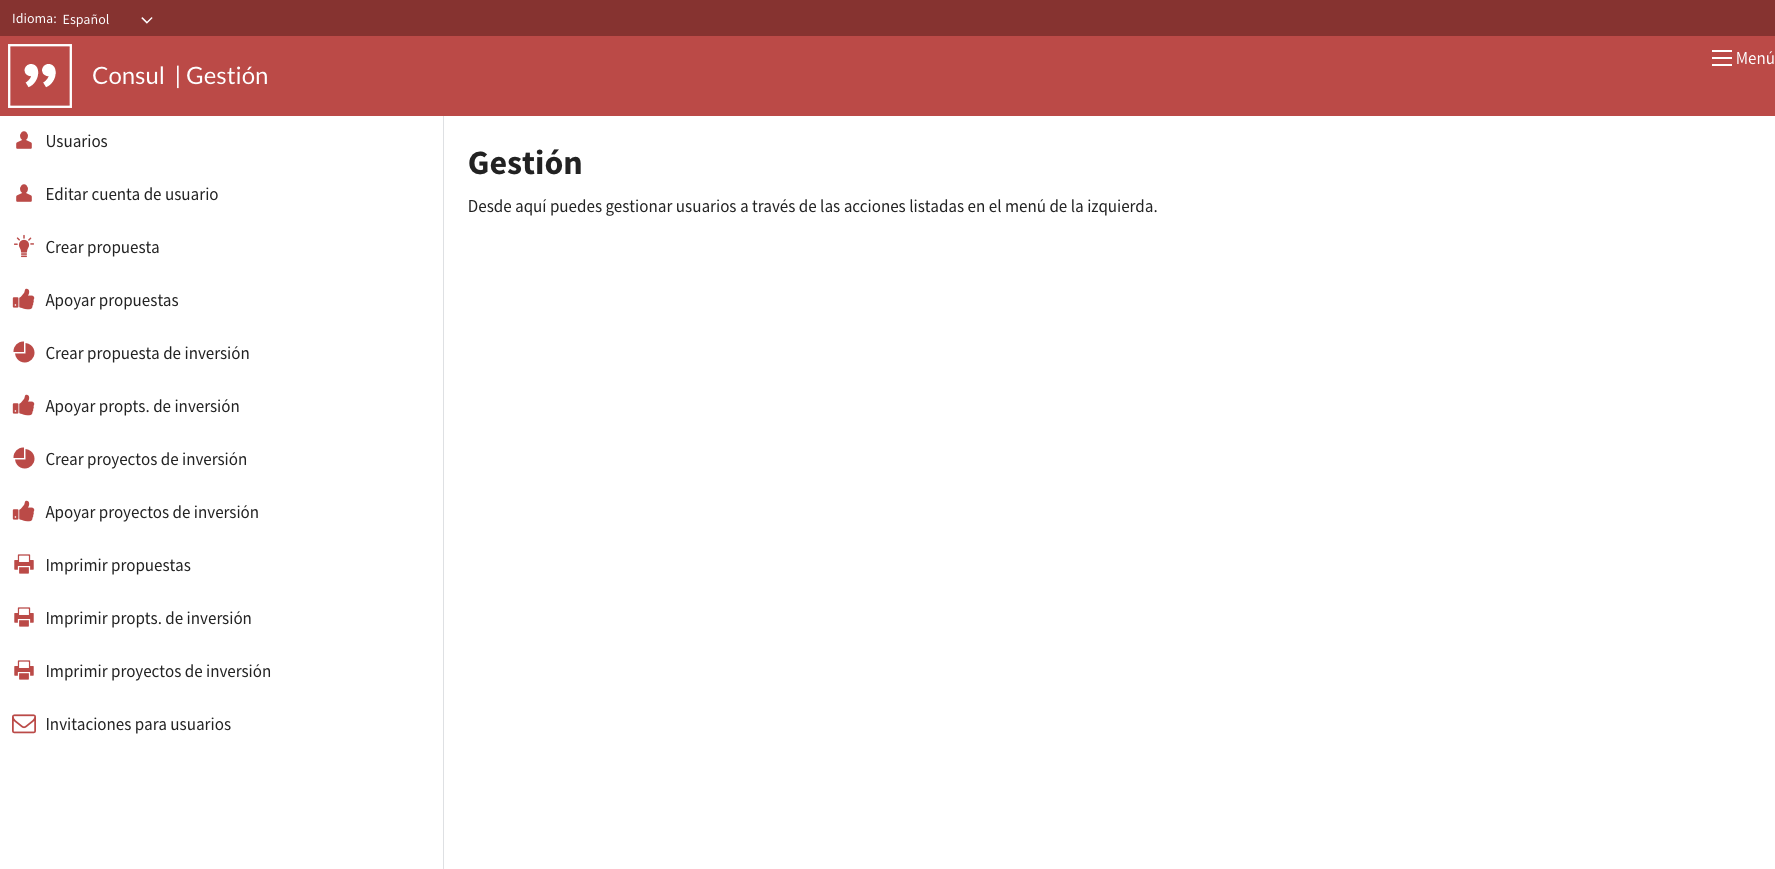 Idioma: Español
Consul | Gestión
Menú
Usuarios
Editar cuenta de usuario
Crear propuesta
Apoyar propuestas
Crear propuesta de inversión
Apoyar propts. de inversión
Crear proyectos de inversión
Apoyar proyectos de inversión
Imprimir propuestas
Imprimir propts. de inversión
Imprimir proyectos de inversión
Invitaciones para usuarios
Gestión
Desde aquí puedes gestionar usuarios a través de las acciones listadas en el menú de la izquierda.